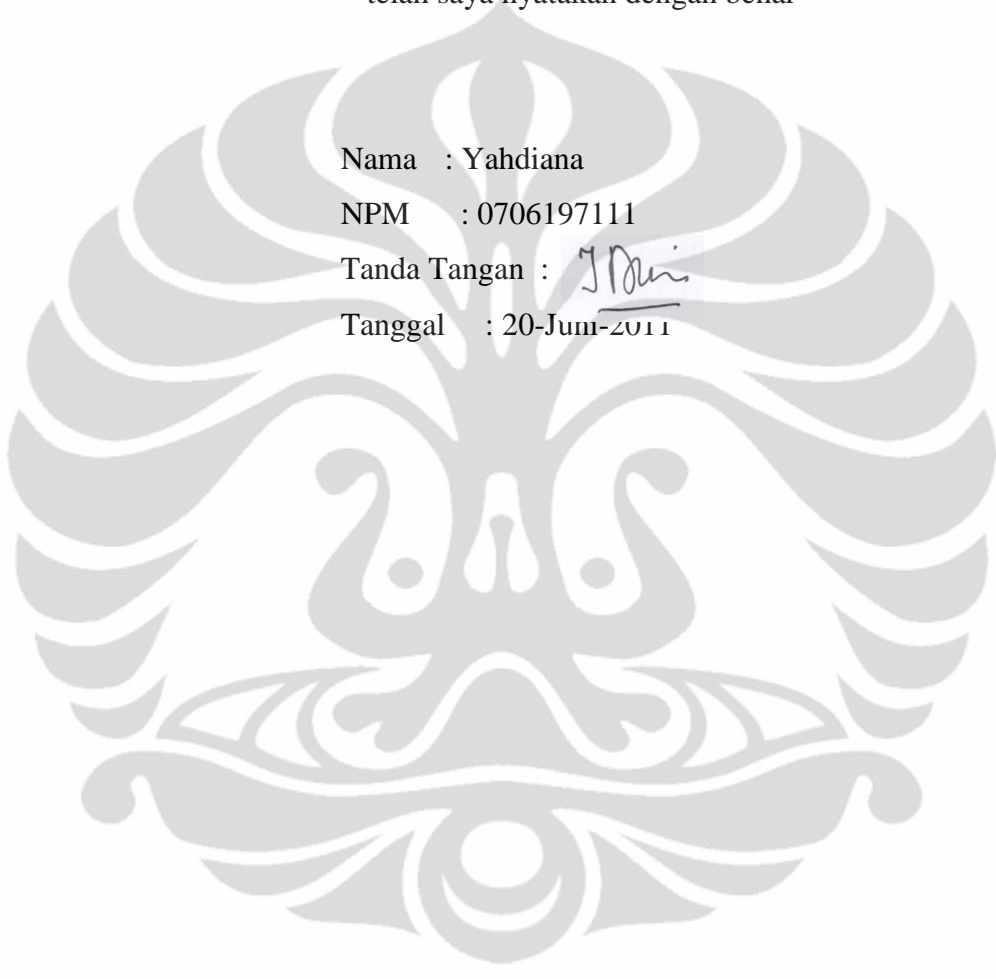 telah saya nyatakan dengan benar
Nama : Yahdiana
NPM : 0706197111
Tanda Tangan :
Tanggal : 20-Juni-2011